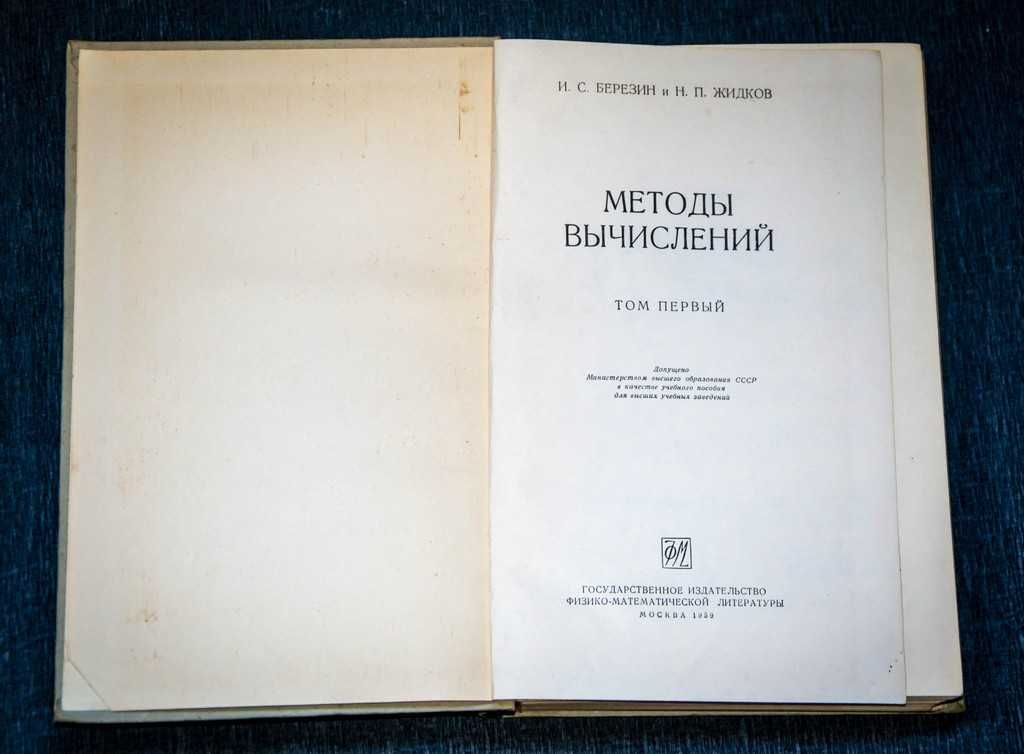 И. С. БЕРЕЗИН и Н. П. ЖИДКОВ
МЕТОДЫ
ВЫЧИСЛЕНИЙ
ТОМ ПЕРВЫЙ
Допущено
Министерством высшего образования СССР
в качестве учебного пособия
для высших учебных заведений
ФМЛ
ГОСУДАРСТВЕННОЕ ИЗДАТЕЛЬСТВО
ФИЗИКО-МАТЕМАТИЧЕСКОЙ ЛИТЕРАТУРЫ
МОСКВА 1959